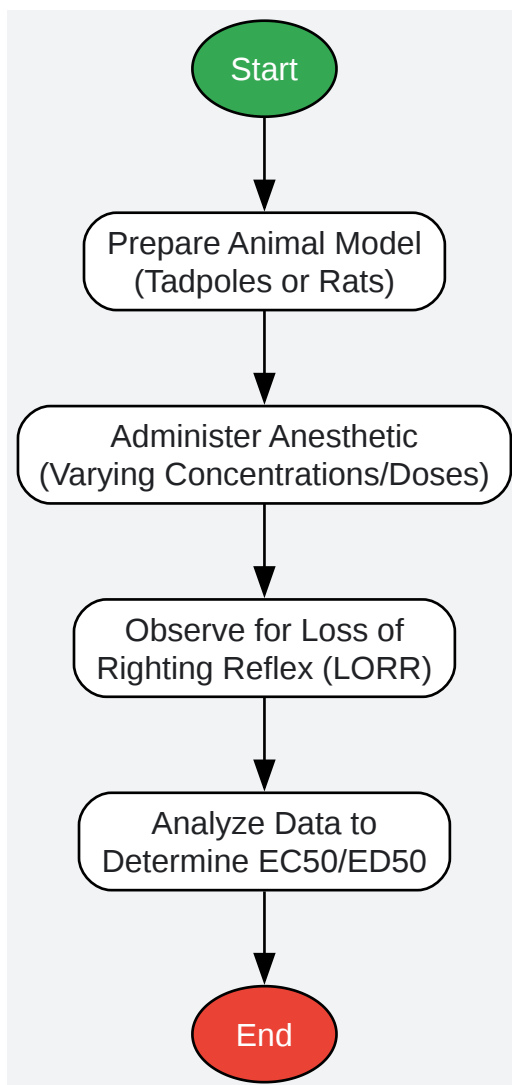 Start
Prepare Animal Model
(Tadpoles or Rats)
Administer Anesthetic
(Varying Concentrations/Doses)
Observe for Loss of
Righting Reflex (LORR)
Analyze Data to
Determine EC50/ED50
End